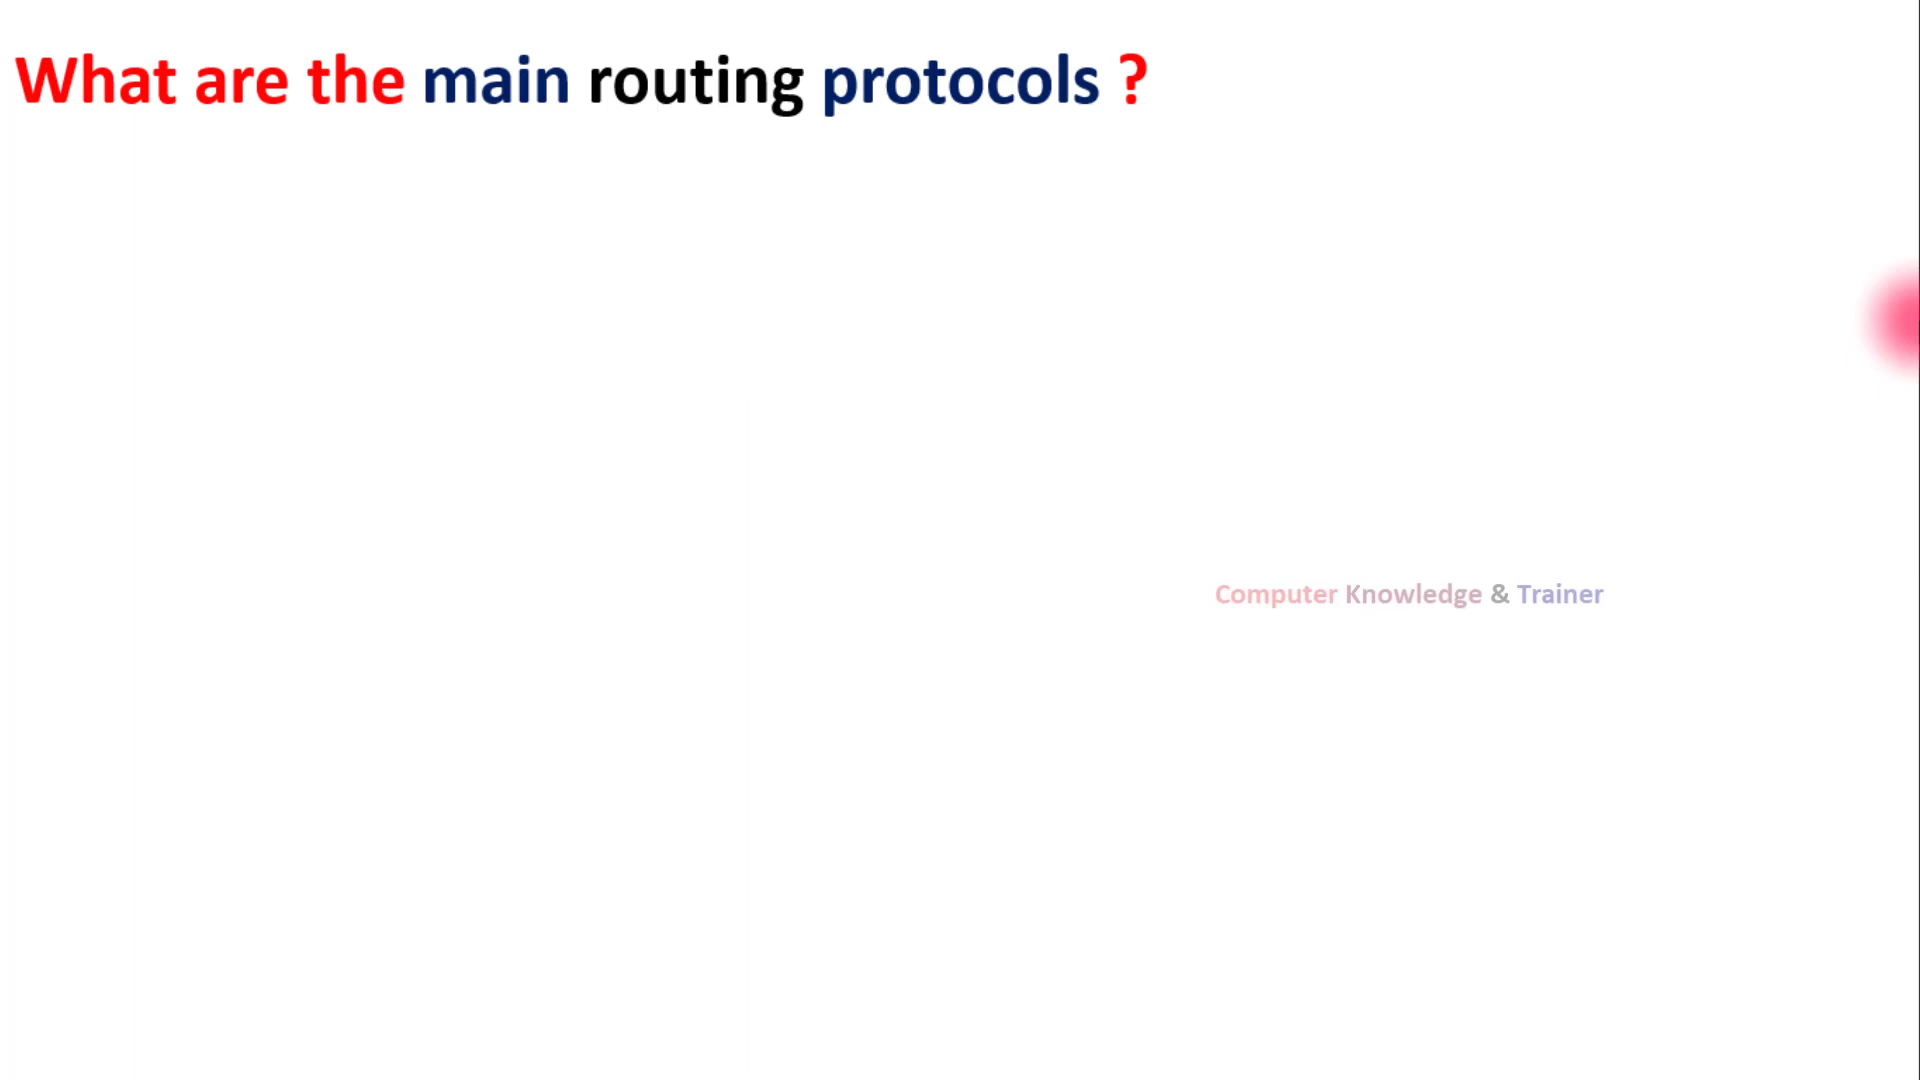 What are the main routing protocols ?
Computer Knowledge & Trainer